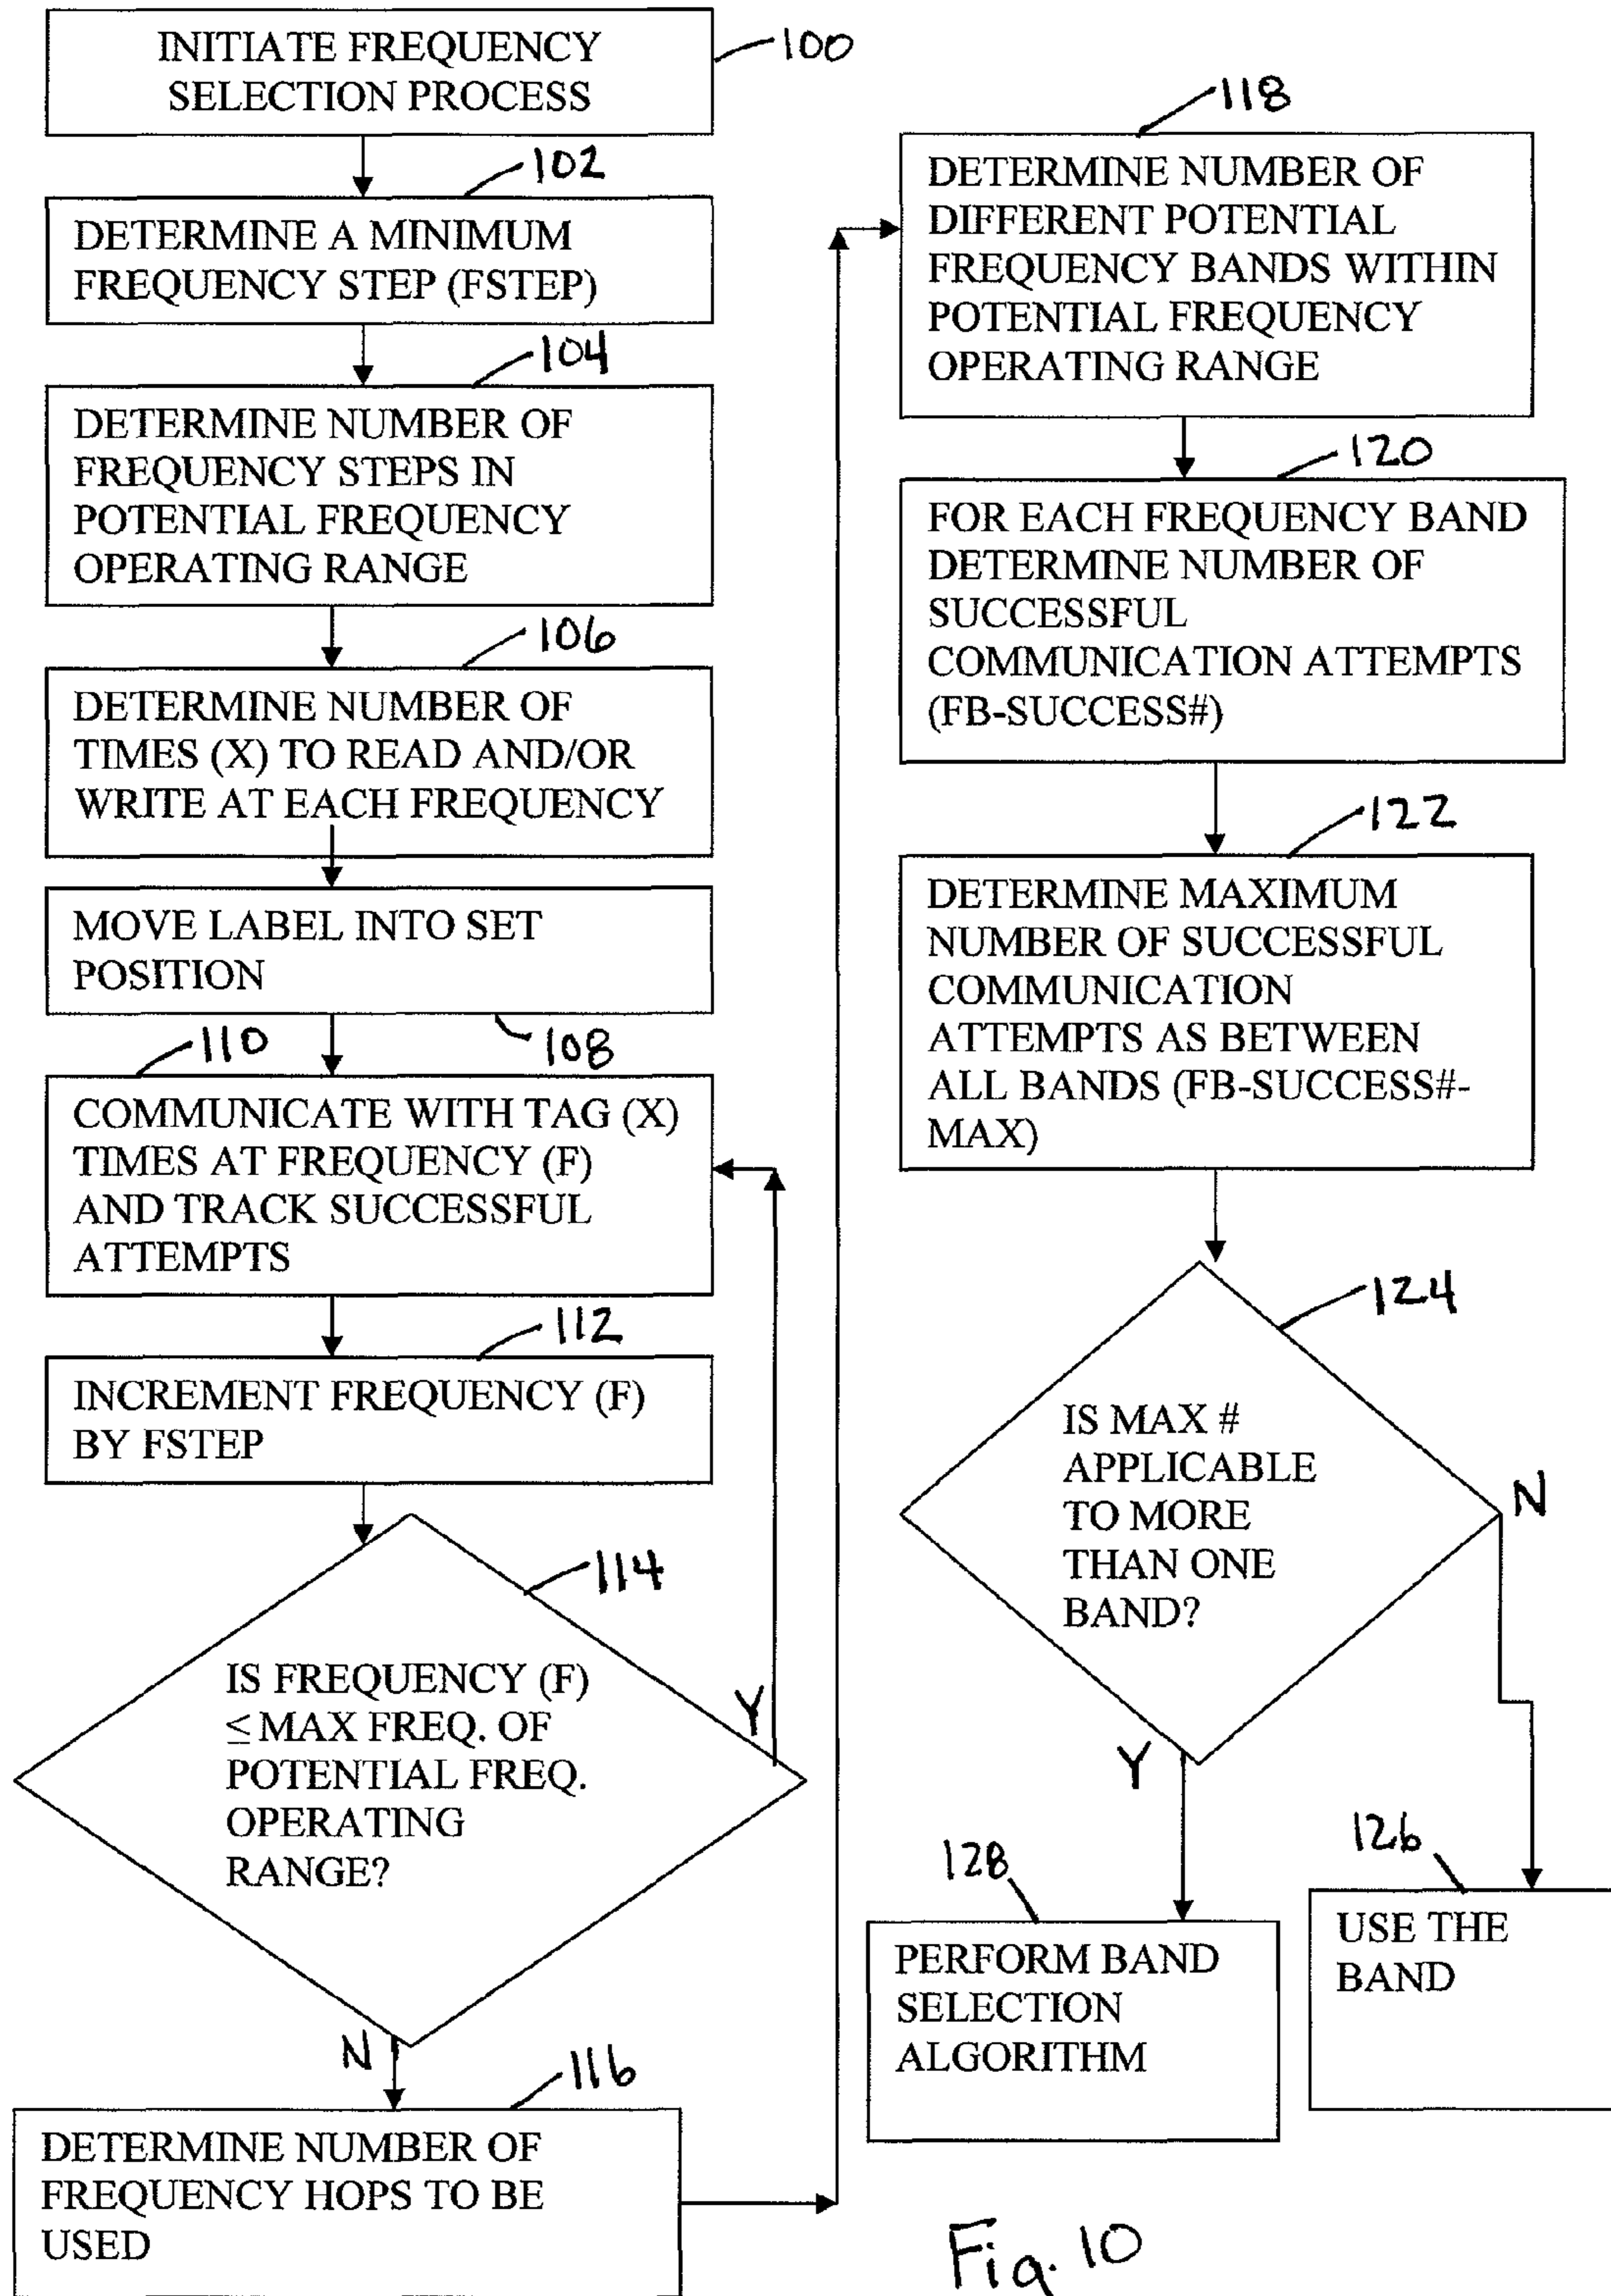 INITIATE FREQUENCY
SELECTION PROCESS
100
102
DETERMINE A MINIMUM
FREQUENCY STEP (FSTEP)
104
DETERMINE NUMBER OF
FREQUENCY STEPS IN
POTENTIAL FREQUENCY
OPERATING RANGE
106
DETERMINE NUMBER OF
TIMES (X) TO READ AND/OR
WRITE AT EACH FREQUENCY
MOVE LABEL INTO SET
POSITION
108
110
COMMUNICATE WITH TAG (X)
TIMES AT FREQUENCY (F)
AND TRACK SUCCESSFUL
ATTEMPTS
112
INCREMENT FREQUENCY (F)
BY FSTEP
114
IS FREQUENCY (F)
≤ MAX FREQ. OF
POTENTIAL FREQ.
OPERATING
RANGE?
Y
N
116
DETERMINE NUMBER OF
FREQUENCY HOPS TO BE
USED
118
DETERMINE NUMBER OF
DIFFERENT POTENTIAL
FREQUENCY BANDS WITHIN
POTENTIAL FREQUENCY
OPERATING RANGE
120
FOR EACH FREQUENCY BAND
DETERMINE NUMBER OF
SUCCESSFUL
COMMUNICATION ATTEMPTS
(FB-SUCCESS#)
122
DETERMINE MAXIMUM
NUMBER OF SUCCESSFUL
COMMUNICATION
ATTEMPTS AS BETWEEN
ALL BANDS (FB-SUCCESS#-
MAX)
124
IS MAX #
APPLICABLE
TO MORE
THAN ONE
BAND?
N
Y
126
USE THE
BAND
128
PERFORM BAND
SELECTION
ALGORITHM
Fig. 10